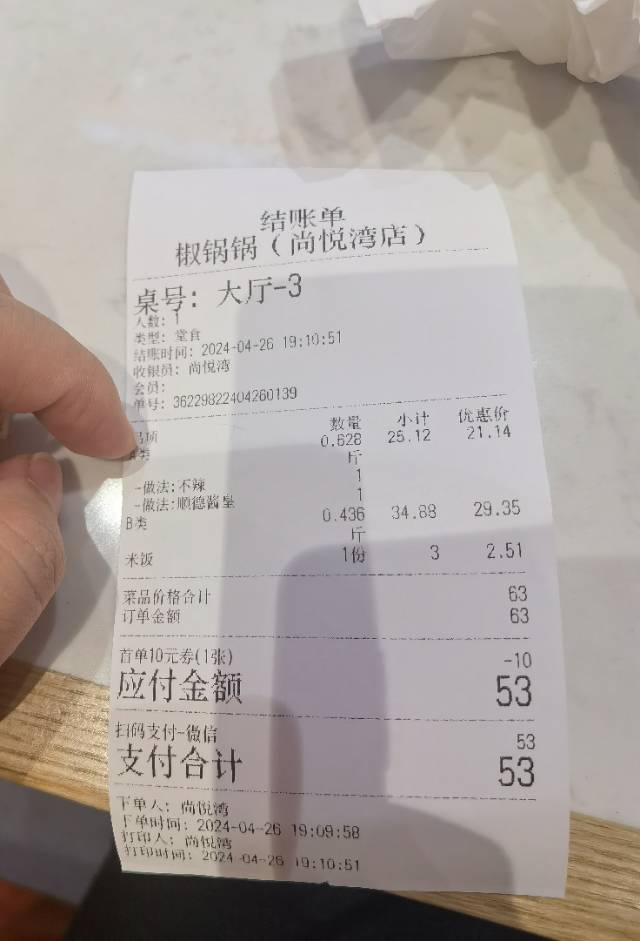 结账单
椒锅锅（尚悦湾店）
桌号：大厅-3
人数：1
类型：堂食
结账时间：2024-04-26 19:10:51
收银员：尚悦湾
会员：
单号：36229822404260139
品项 数量 小计 优惠价
A类 0.628 25.12 21.14
斤
-做法:不辣 1
-做法:顺德酱皇 1
B类 0.436 34.88 29.35
斤
米饭 1份 3 2.51
菜品价格合计 63
订单金额 63
首单10元券(1张) -10
应付金额 53
扫码支付-微信 53
支付合计 53
下单人：尚悦湾
下单时间：2024-04-26 19:09:58
打印人：尚悦湾
打印时间：2024-04-26 19:10:51